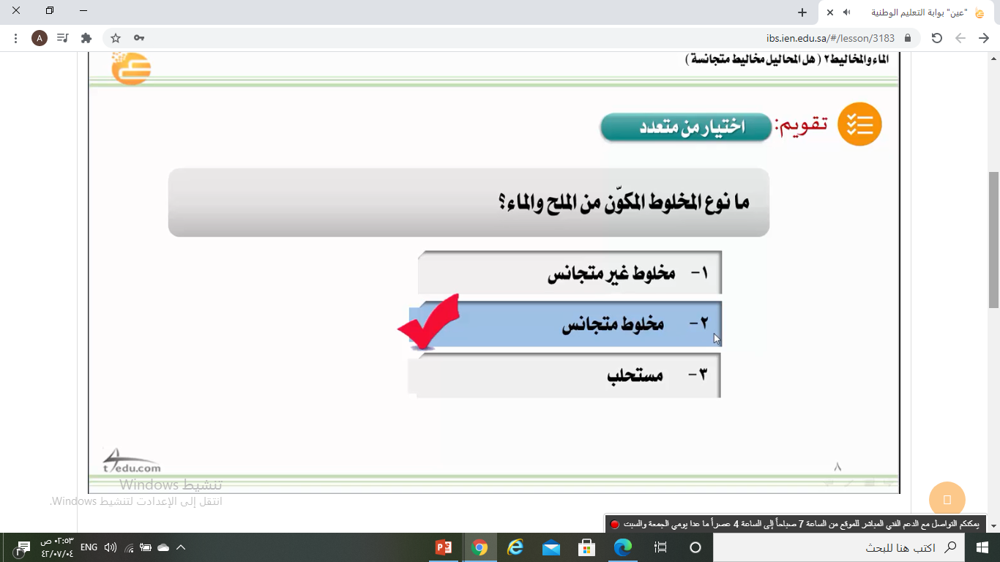 "عين" بوابة التعليم الوطنية
ibs.ien.edu.sa/#/lesson/3183
A
الماء والمخاليط٢ ( هل المحاليل مخاليط متجانسة )
تقويم:
اختيار من متعدد
ما نوع المخلوط المكوّن من الملح والماء؟
١- مخلوط غير متجانس
٢- مخلوط متجانس
٣- مستحلب
t4edu.com
٨
تنشيط Windows
انتقل إلى الإعدادت لتنشيط Windows.
يمكنكم التواصل مع الدعم الفني المباشر للموقع من الساعة 7 صباحاً إلى الساعة 4 عصراً ما عدا يومي الجمعة والسبت
اكتب هنا للبحث
ENG
٠٢:٥٣ ص
٤٢/٠٧/٠٤